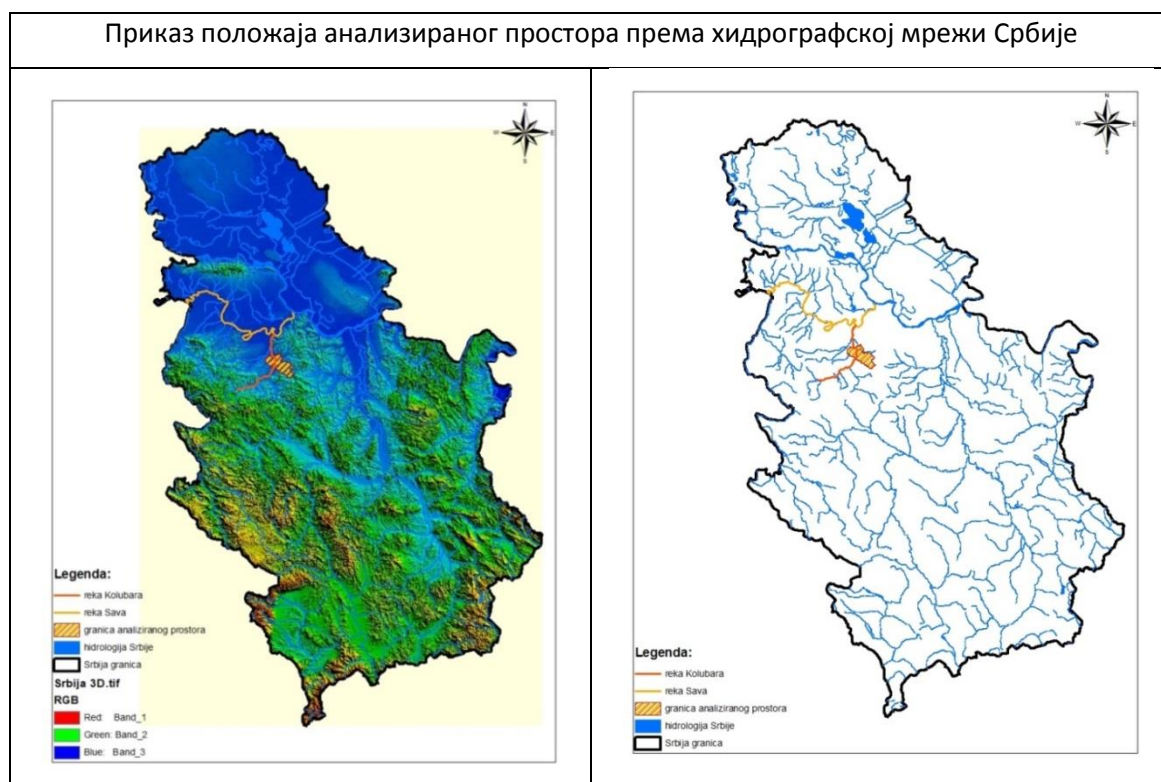 Приказ положаја анализираног простора према хидрографској мрежи Србије
N
W
E
S
Legenda:
reka Kolubara
reka Sava
granica analiziranog prostora
hidrologija Srbije
Srbija granica
Srbija 3D.tif
RGB
Red: Band_1
Green: Band_2
Blue: Band_3
N
W
E
S
Legenda:
reka Kolubara
reka Sava
granica analiziranog prostora
hidrologija Srbije
Srbija granica